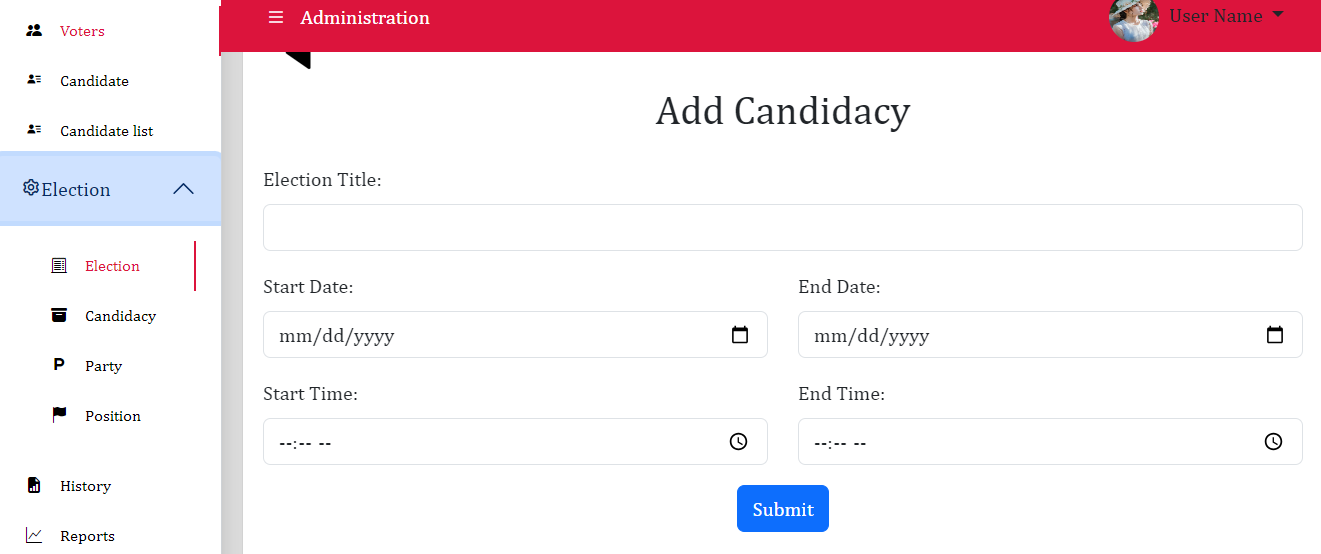 Voters
Candidate
Candidate list
Election
Election
Candidacy
P Party
Position
History
Reports
Administration
User Name
Add Candidacy
Election Title:
Start Date: End Date:
mm/dd/yyyy mm/dd/yyyy
Start Time: End Time:
--:-- -- --:-- --
Submit